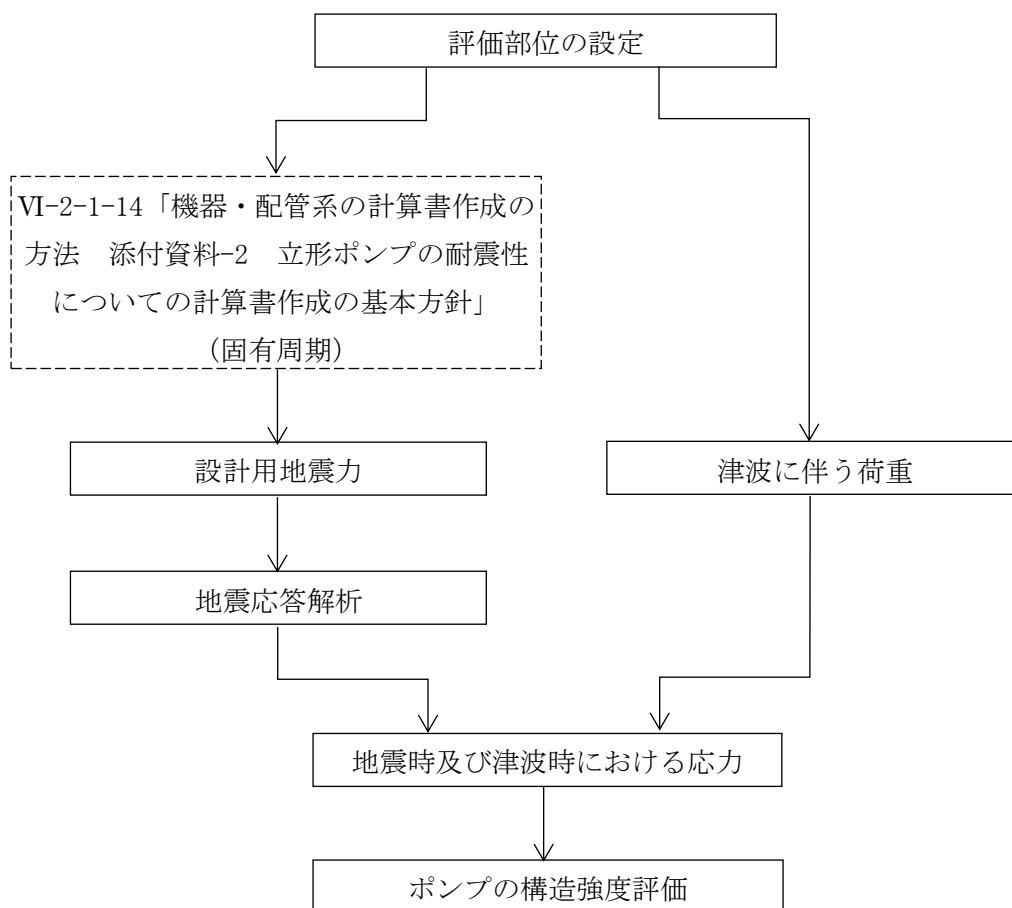 評価部位の設定
Ⅵ-2-1-14「機器・配管系の計算書作成の
方法　添付資料-2　立形ポンプの耐震性
についての計算書作成の基本方針」
（固有周期）
設計用地震力
津波に伴う荷重
地震応答解析
地震時及び津波時における応力
ポンプの構造強度評価